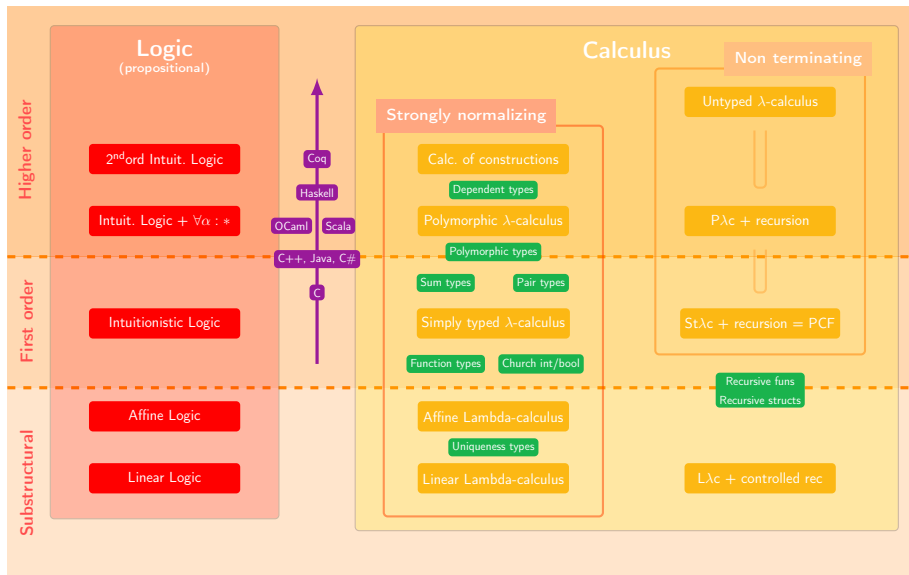 Logic
(propositional)
Calculus
Non terminating
Strongly normalizing
Higher order
First order
Substructural
2ⁿᵈord Intuit. Logic
Intuit. Logic + ∀α : ∗
Intuitionistic Logic
Affine Logic
Linear Logic
Coq
Haskell
OCaml
Scala
C++, Java, C#
C
Calc. of constructions
Dependent types
Polymorphic λ-calculus
Polymorphic types
Sum types
Pair types
Simply typed λ-calculus
Function types
Church int/bool
Affine Lambda-calculus
Uniqueness types
Linear Lambda-calculus
Untyped λ-calculus
Pλc + recursion
Stλc + recursion = PCF
Recursive funs
Recursive structs
Lλc + controlled rec